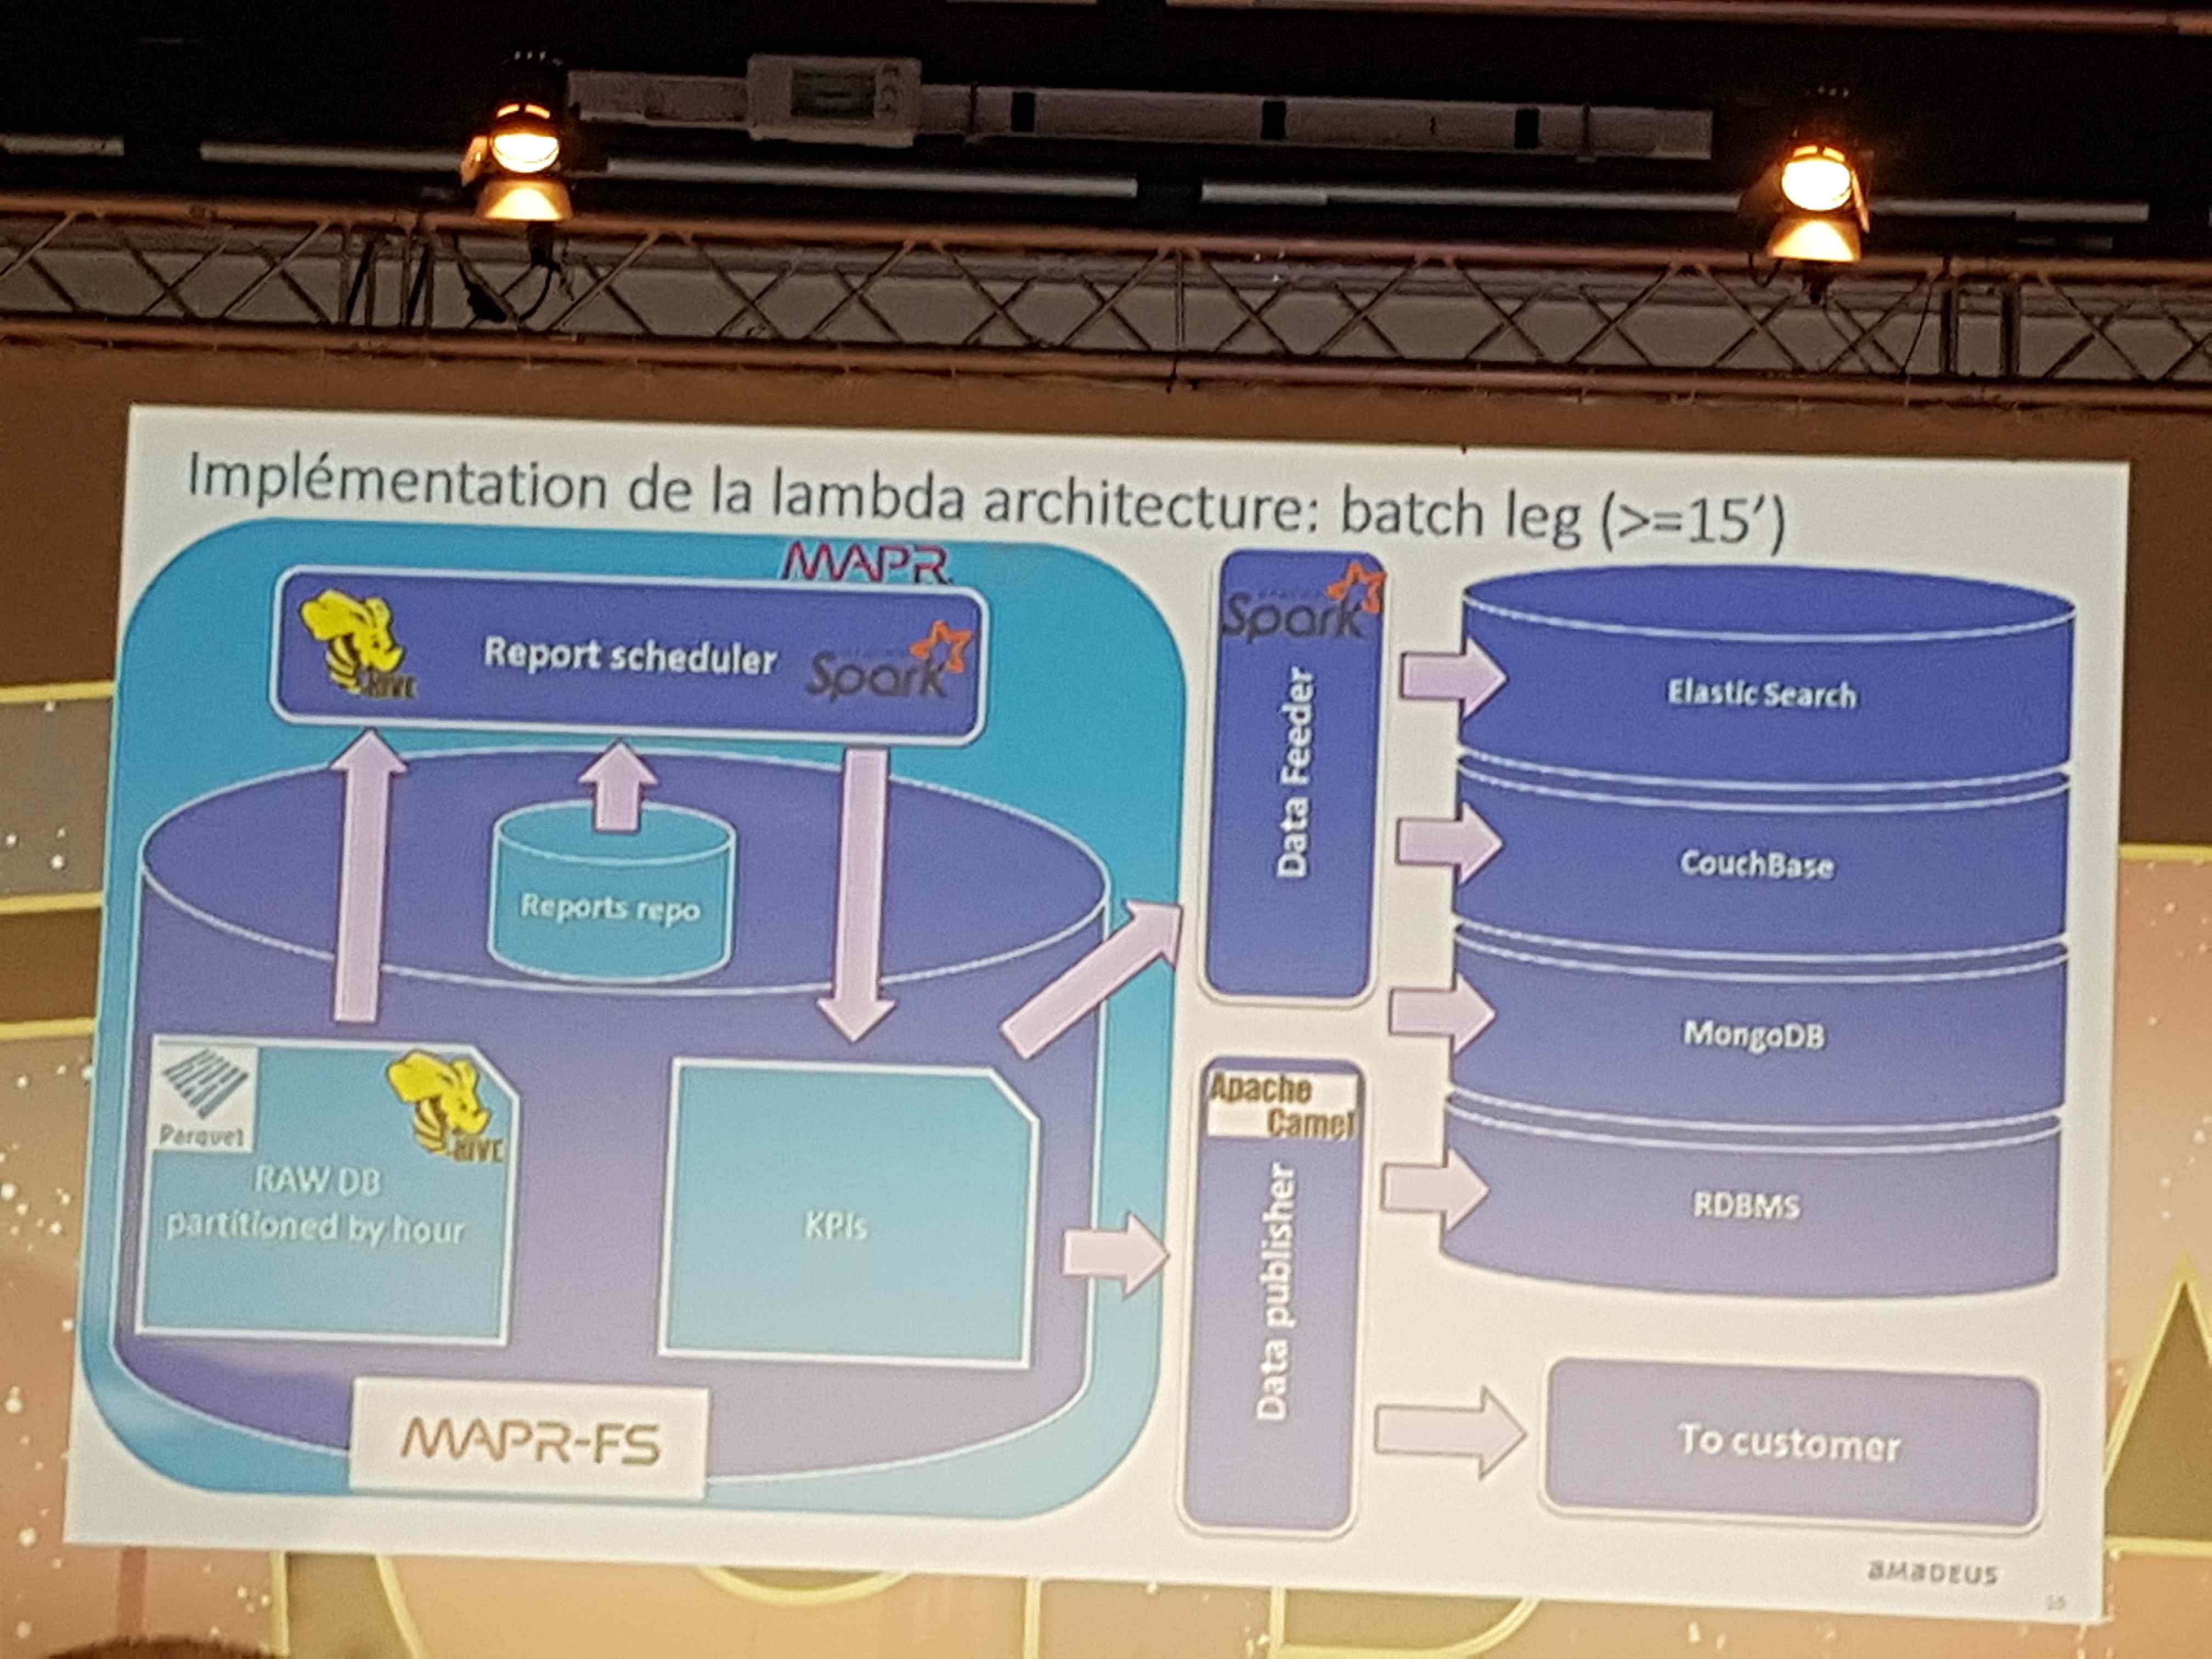 Implémentation de la lambda architecture: batch leg (>=15')
MAPR
HIVE
Report scheduler
Spark
Reports repo
Parquet
HIVE
RAW DB
partitioned by hour
KPIs
MAPR-FS
Spark
Data Feeder
Apache
Camel
Data publisher
Elastic Search
CouchBase
MongoDB
RDBMS
To customer
aMaDEUS